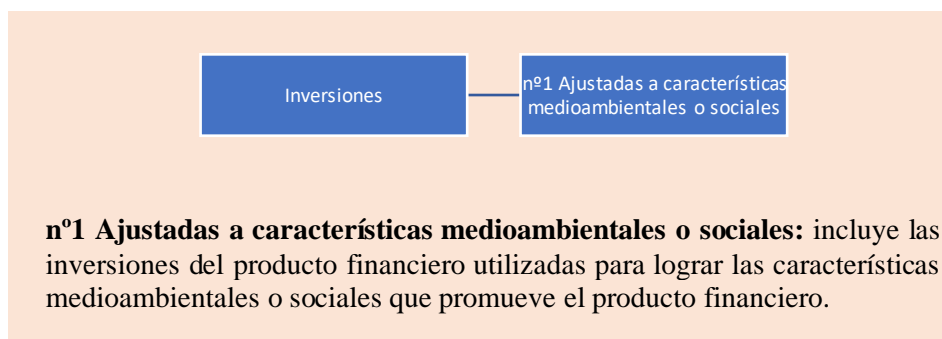 Inversiones
nº1 Ajustadas a características
medioambientales o sociales
nº1 Ajustadas a características medioambientales o sociales: incluye las
inversiones del producto financiero utilizadas para lograr las características
medioambientales o sociales que promueve el producto financiero.